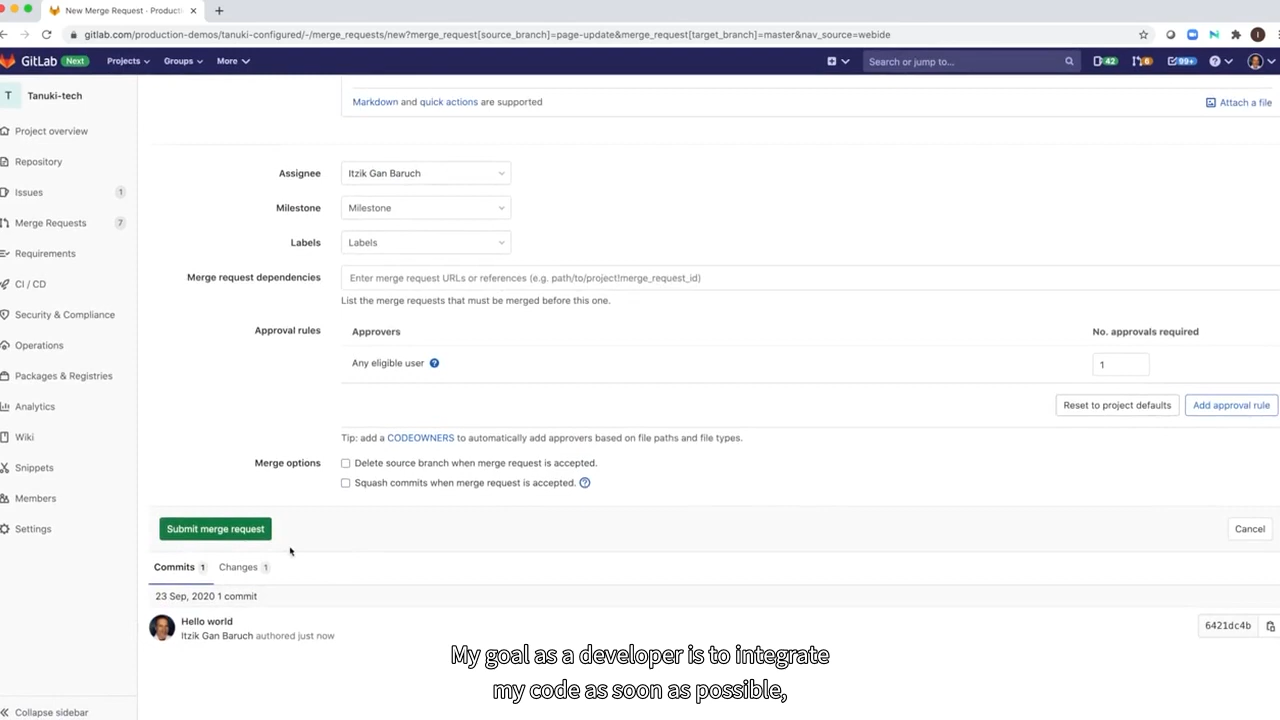 New Merge Request · Producti
gitlab.com/production-demos/tanuki-configured/-/merge_requests/new?merge_request[source_branch]=page-update&merge_request[target_branch]=master&nav_source=webide
GitLab Next Projects Groups More Search or jump to... 42 6 99+
T Tanuki-tech
Project overview
Repository
Issues 1
Merge Requests 7
Requirements
CI / CD
Security & Compliance
Operations
Packages & Registries
Analytics
Wiki
Snippets
Members
Settings
Collapse sidebar
Markdown and quick actions are supported Attach a file
Assignee Itzik Gan Baruch
Milestone Milestone
Labels Labels
Merge request dependencies Enter merge request URLs or references (e.g. path/to/project!merge_request_id)
List the merge requests that must be merged before this one.
Approval rules Approvers No. approvals required
Any eligible user 1
Reset to project defaults Add approval rule
Tip: add a CODEOWNERS to automatically add approvers based on file paths and file types.
Merge options Delete source branch when merge request is accepted.
Squash commits when merge request is accepted.
Submit merge request Cancel
Commits 1 Changes 1
23 Sep, 2020 1 commit
Hello world
Itzik Gan Baruch authored just now
6421dc4b
My goal as a developer is to integrate
my code as soon as possible,